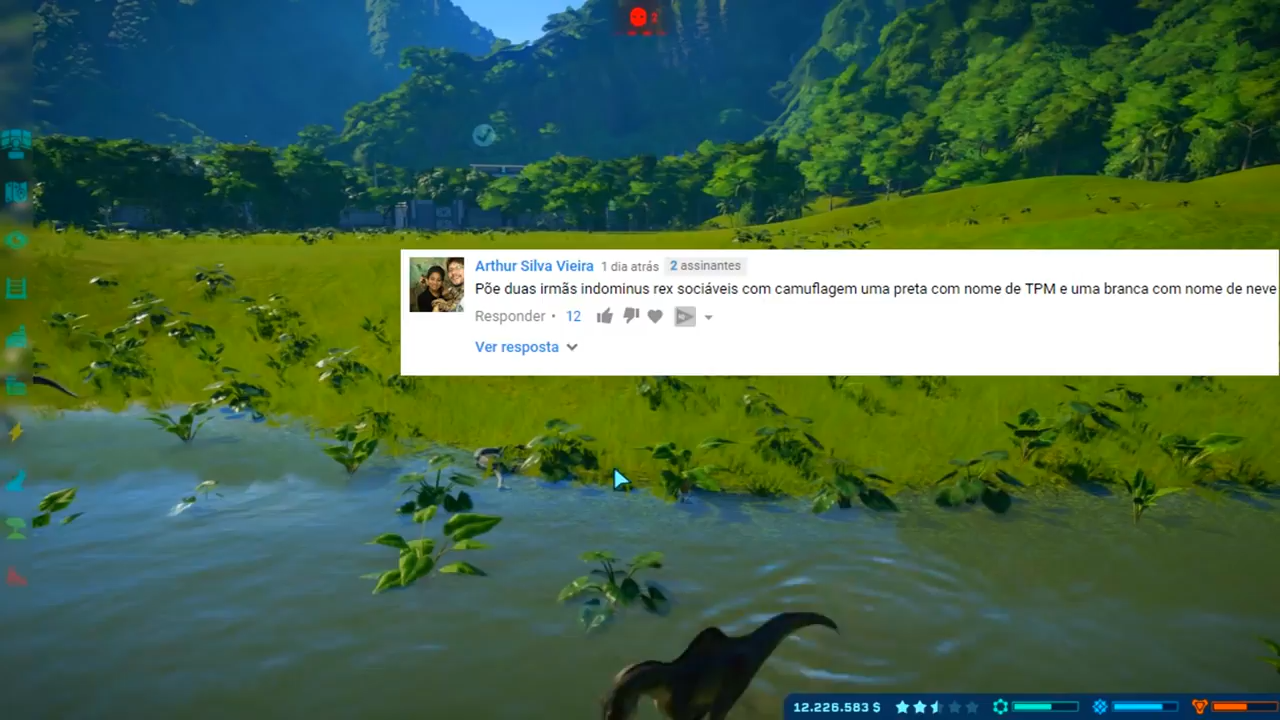 Arthur Silva Vieira 1 dia atrás 2 assinantes
Põe duas irmãs indominus rex sociáveis com camuflagem uma preta com nome de TPM e uma branca com nome de neve
Responder • 12
Ver resposta
12.226.583 $